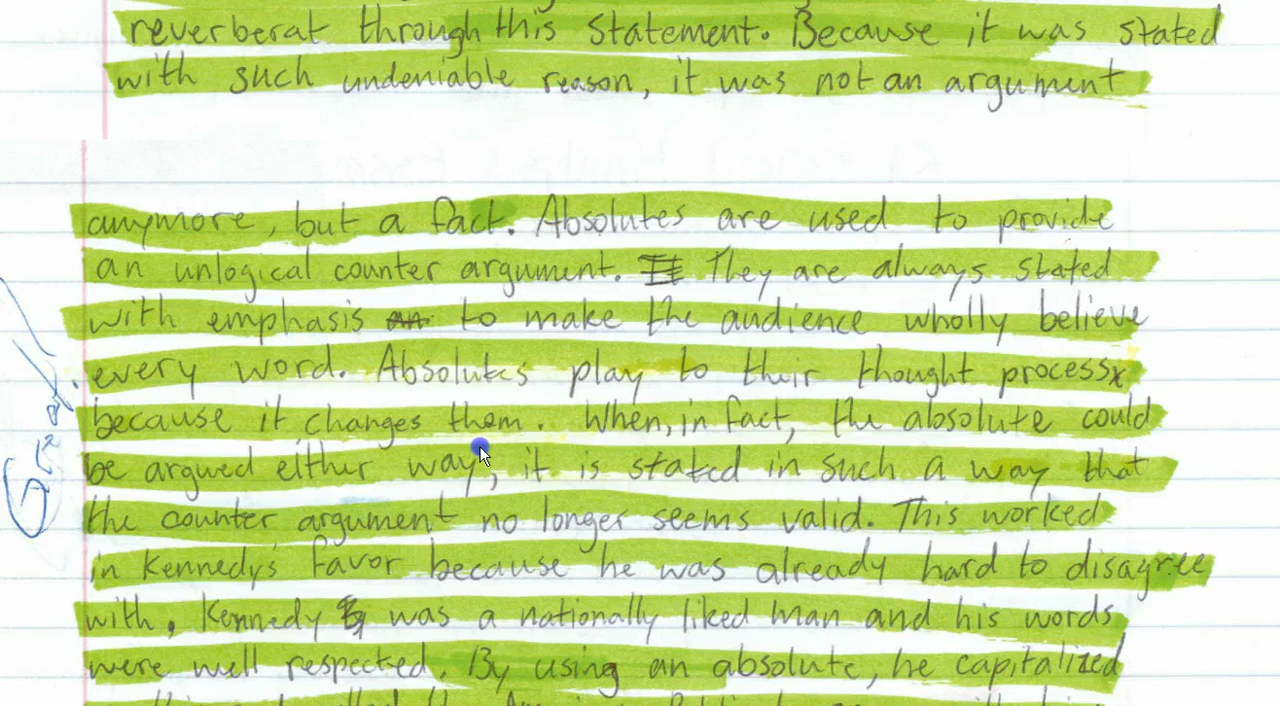 reverberat through this statement. Because it was stated
with such undeniable reason, it was not an argument
anymore, but a fact. Absolutes are used to provide
an unlogical counter argument. They are always stated
with emphasis to make the audience wholly believe
every word. Absolutes play to their thought process
because it changes them. When, in fact, the absolute could
be argued either way, it is stated in such a way that
the counter argument no longer seems valid. This worked
in Kennedy's favor because he was already hard to disagree
with. Kennedy was a nationally liked man and his words
were well respected. By using an absolute, he capitalized
Great!